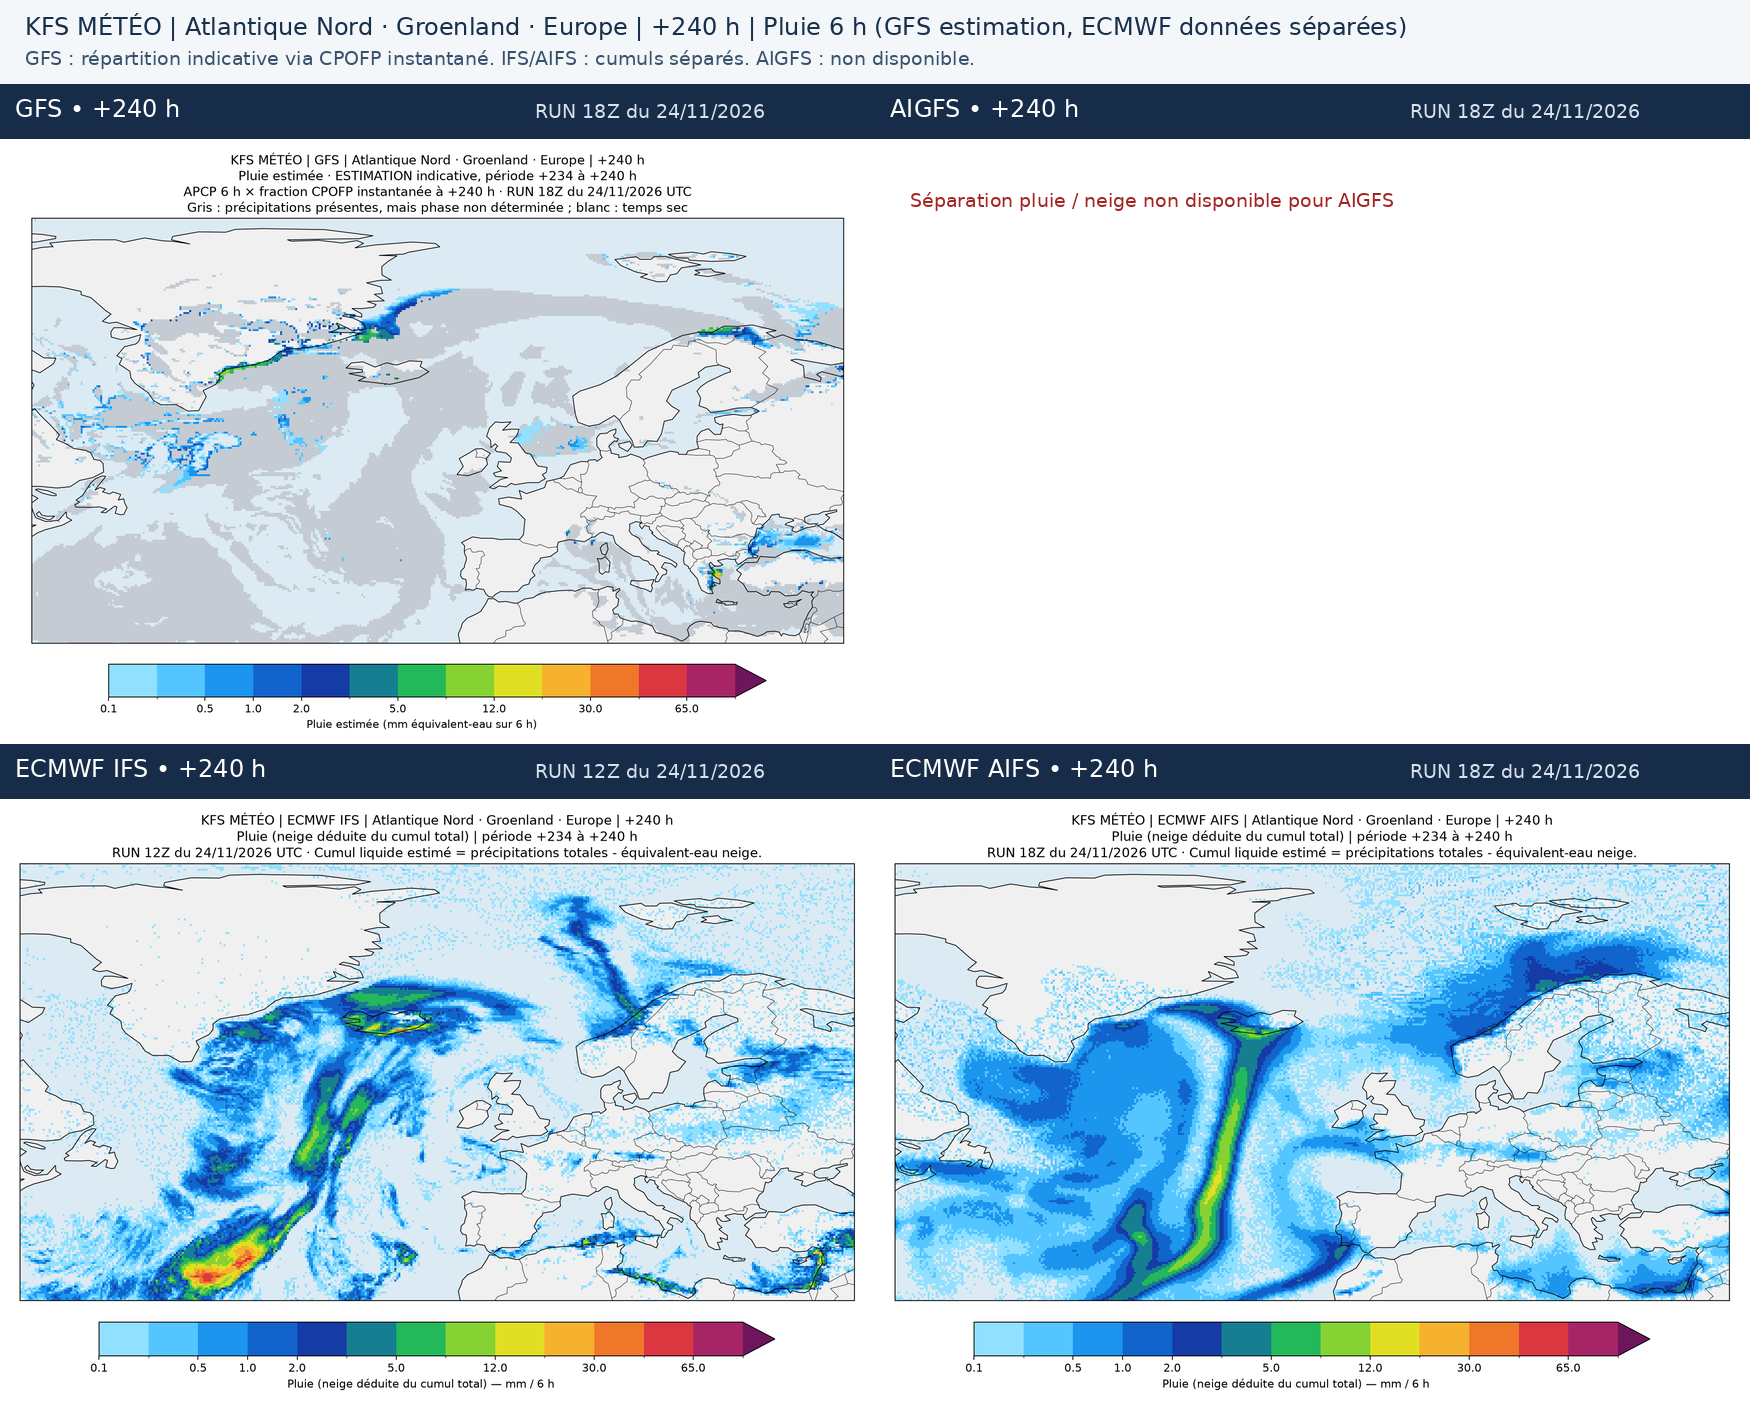 KFS MÉTÉO | Atlantique Nord · Groenland · Europe | +240 h | Pluie 6 h (GFS estimation, ECMWF données séparées)
GFS : répartition indicative via CPOFP instantané. IFS/AIFS : cumuls séparés. AIGFS : non disponible.
GFS • +240 h
RUN 18Z du 24/11/2026
AIGFS • +240 h
RUN 18Z du 24/11/2026
KFS MÉTÉO | GFS | Atlantique Nord · Groenland · Europe | +240 h
Pluie estimée · ESTIMATION indicative, période +234 à +240 h
APCP 6 h × fraction CPOFP instantanée à +240 h · RUN 18Z du 24/11/2026 UTC
Gris : précipitations présentes, mais phase non déterminée ; blanc : temps sec
Séparation pluie / neige non disponible pour AIGFS
0.1 0.5 1.0 2.0 5.0 12.0 30.0 65.0
Pluie estimée (mm équivalent-eau sur 6 h)
ECMWF IFS • +240 h
RUN 12Z du 24/11/2026
ECMWF AIFS • +240 h
RUN 18Z du 24/11/2026
KFS MÉTÉO | ECMWF IFS | Atlantique Nord · Groenland · Europe | +240 h
Pluie (neige déduite du cumul total) | période +234 à +240 h
RUN 12Z du 24/11/2026 UTC · Cumul liquide estimé = précipitations totales - équivalent-eau neige.
0.1 0.5 1.0 2.0 5.0 12.0 30.0 65.0
Pluie (neige déduite du cumul total) — mm / 6 h
KFS MÉTÉO | ECMWF AIFS | Atlantique Nord · Groenland · Europe | +240 h
Pluie (neige déduite du cumul total) | période +234 à +240 h
RUN 18Z du 24/11/2026 UTC · Cumul liquide estimé = précipitations totales - équivalent-eau neige.
0.1 0.5 1.0 2.0 5.0 12.0 30.0 65.0
Pluie (neige déduite du cumul total) — mm / 6 h